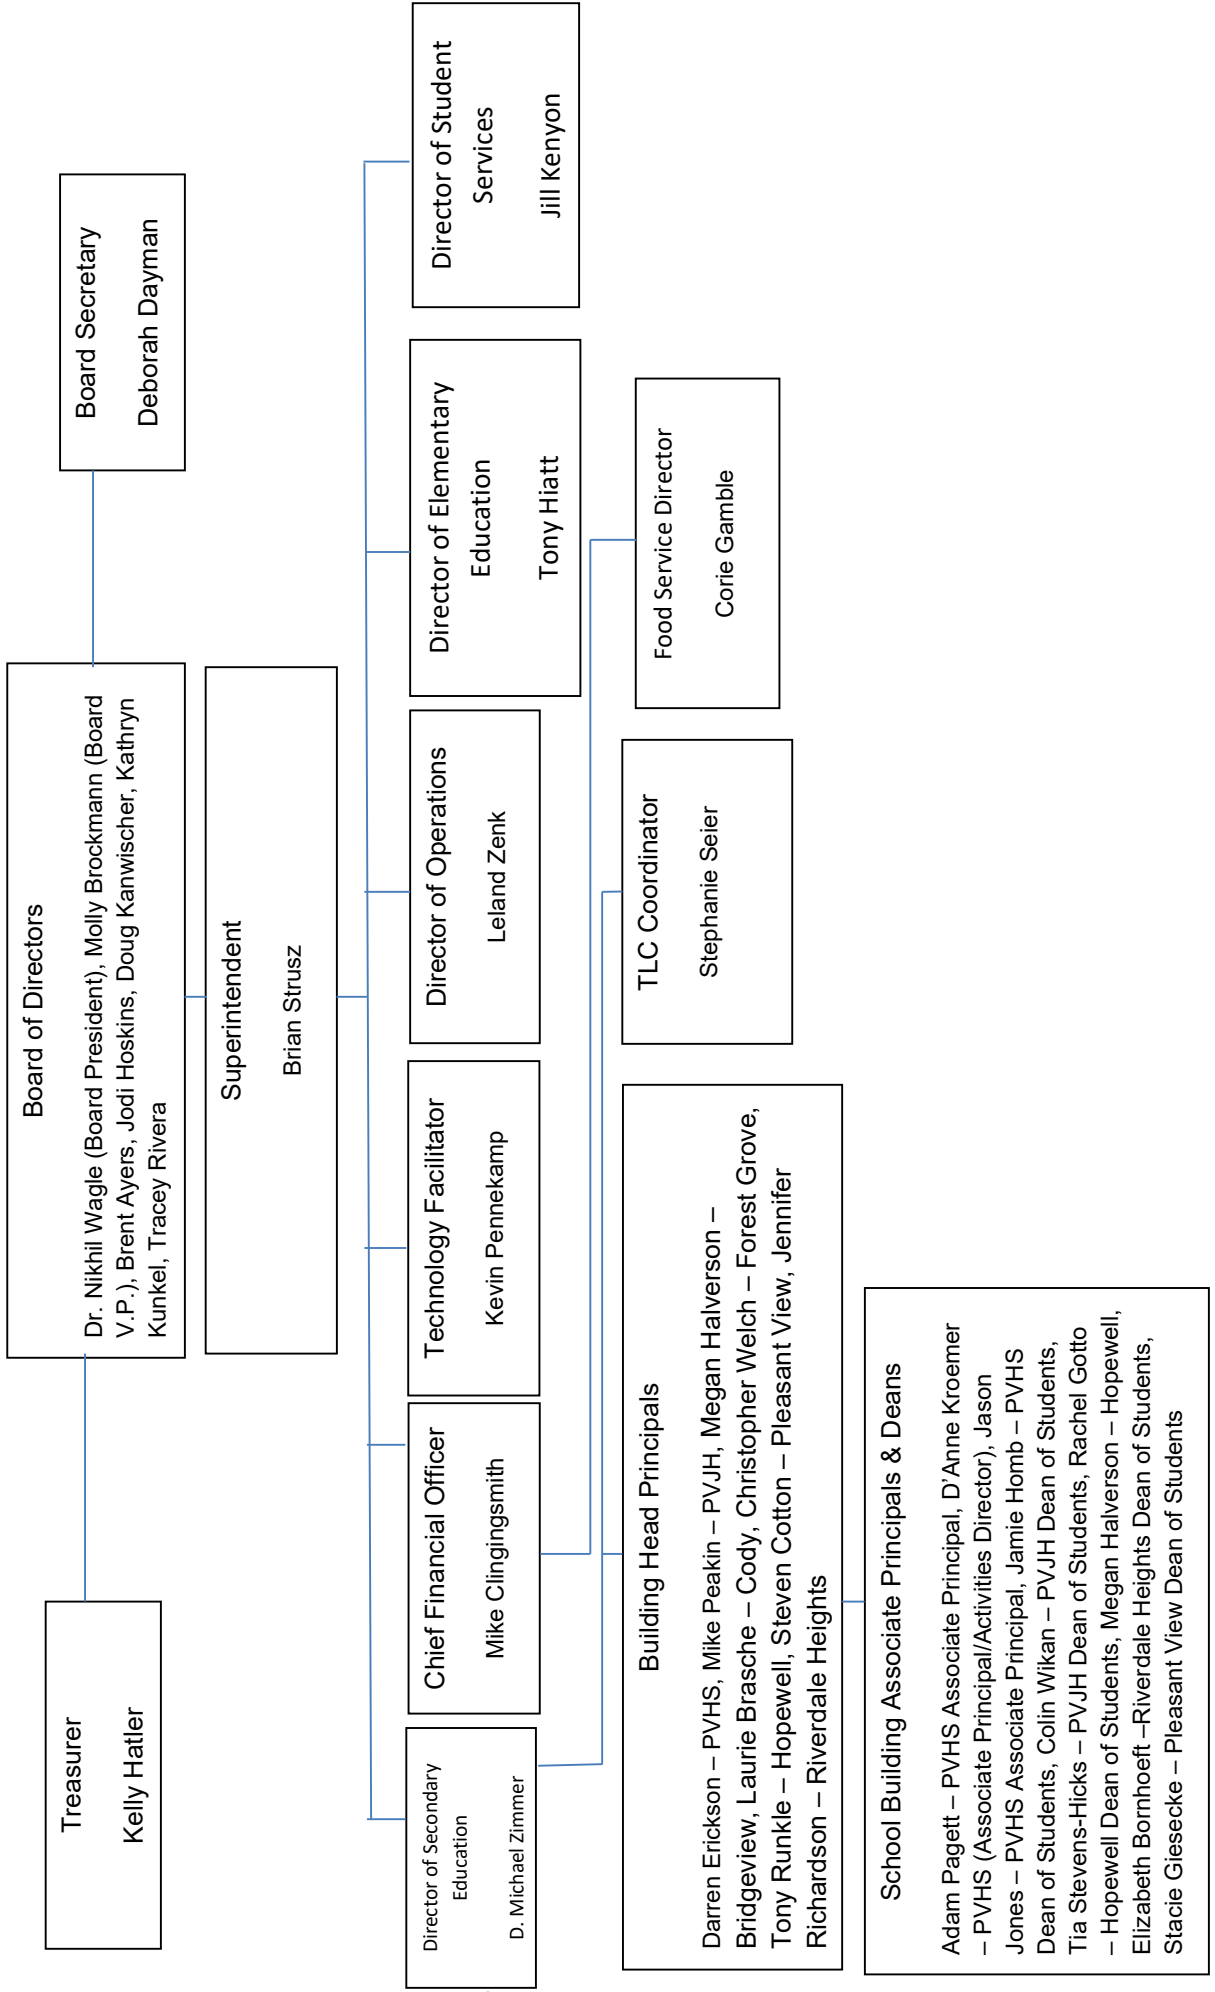 Board of Directors
Dr. Nikhil Wagle (Board President), Molly Brockmann (Board
V.P.), Brent Ayers, Jodi Hoskins, Doug Kanwischer, Kathryn
Kunkel, Tracey Rivera
Treasurer
Kelly Hatler
Board Secretary
Deborah Dayman
Superintendent
Brian Strusz
Director of Secondary
Education
D. Michael Zimmer
Chief Financial Officer
Mike Clingingsmith
Technology Facilitator
Kevin Pennekamp
Director of Operations
Leland Zenk
Director of Elementary
Education
Tony Hiatt
Director of Student
Services
Jill Kenyon
Building Head Principals
Darren Erickson – PVHS, Mike Peakin – PVJH, Megan Halverson –
Bridgeview, Laurie Brasche – Cody, Christopher Welch – Forest Grove,
Tony Runkle – Hopewell, Steven Cotton – Pleasant View, Jennifer
Richardson – Riverdale Heights
TLC Coordinator
Stephanie Seier
Food Service Director
Corie Gamble
School Building Associate Principals & Deans
Adam Pagett – PVHS Associate Principal, D’Anne Kroemer
– PVHS (Associate Principal/Activities Director), Jason
Jones – PVHS Associate Principal, Jamie Homb – PVHS
Dean of Students, Colin Wikan – PVJH Dean of Students,
Tia Stevens-Hicks – PVJH Dean of Students, Rachel Gotto
– Hopewell Dean of Students, Megan Halverson – Hopewell,
Elizabeth Bornhoeft –Riverdale Heights Dean of Students,
Stacie Giesecke – Pleasant View Dean of Students